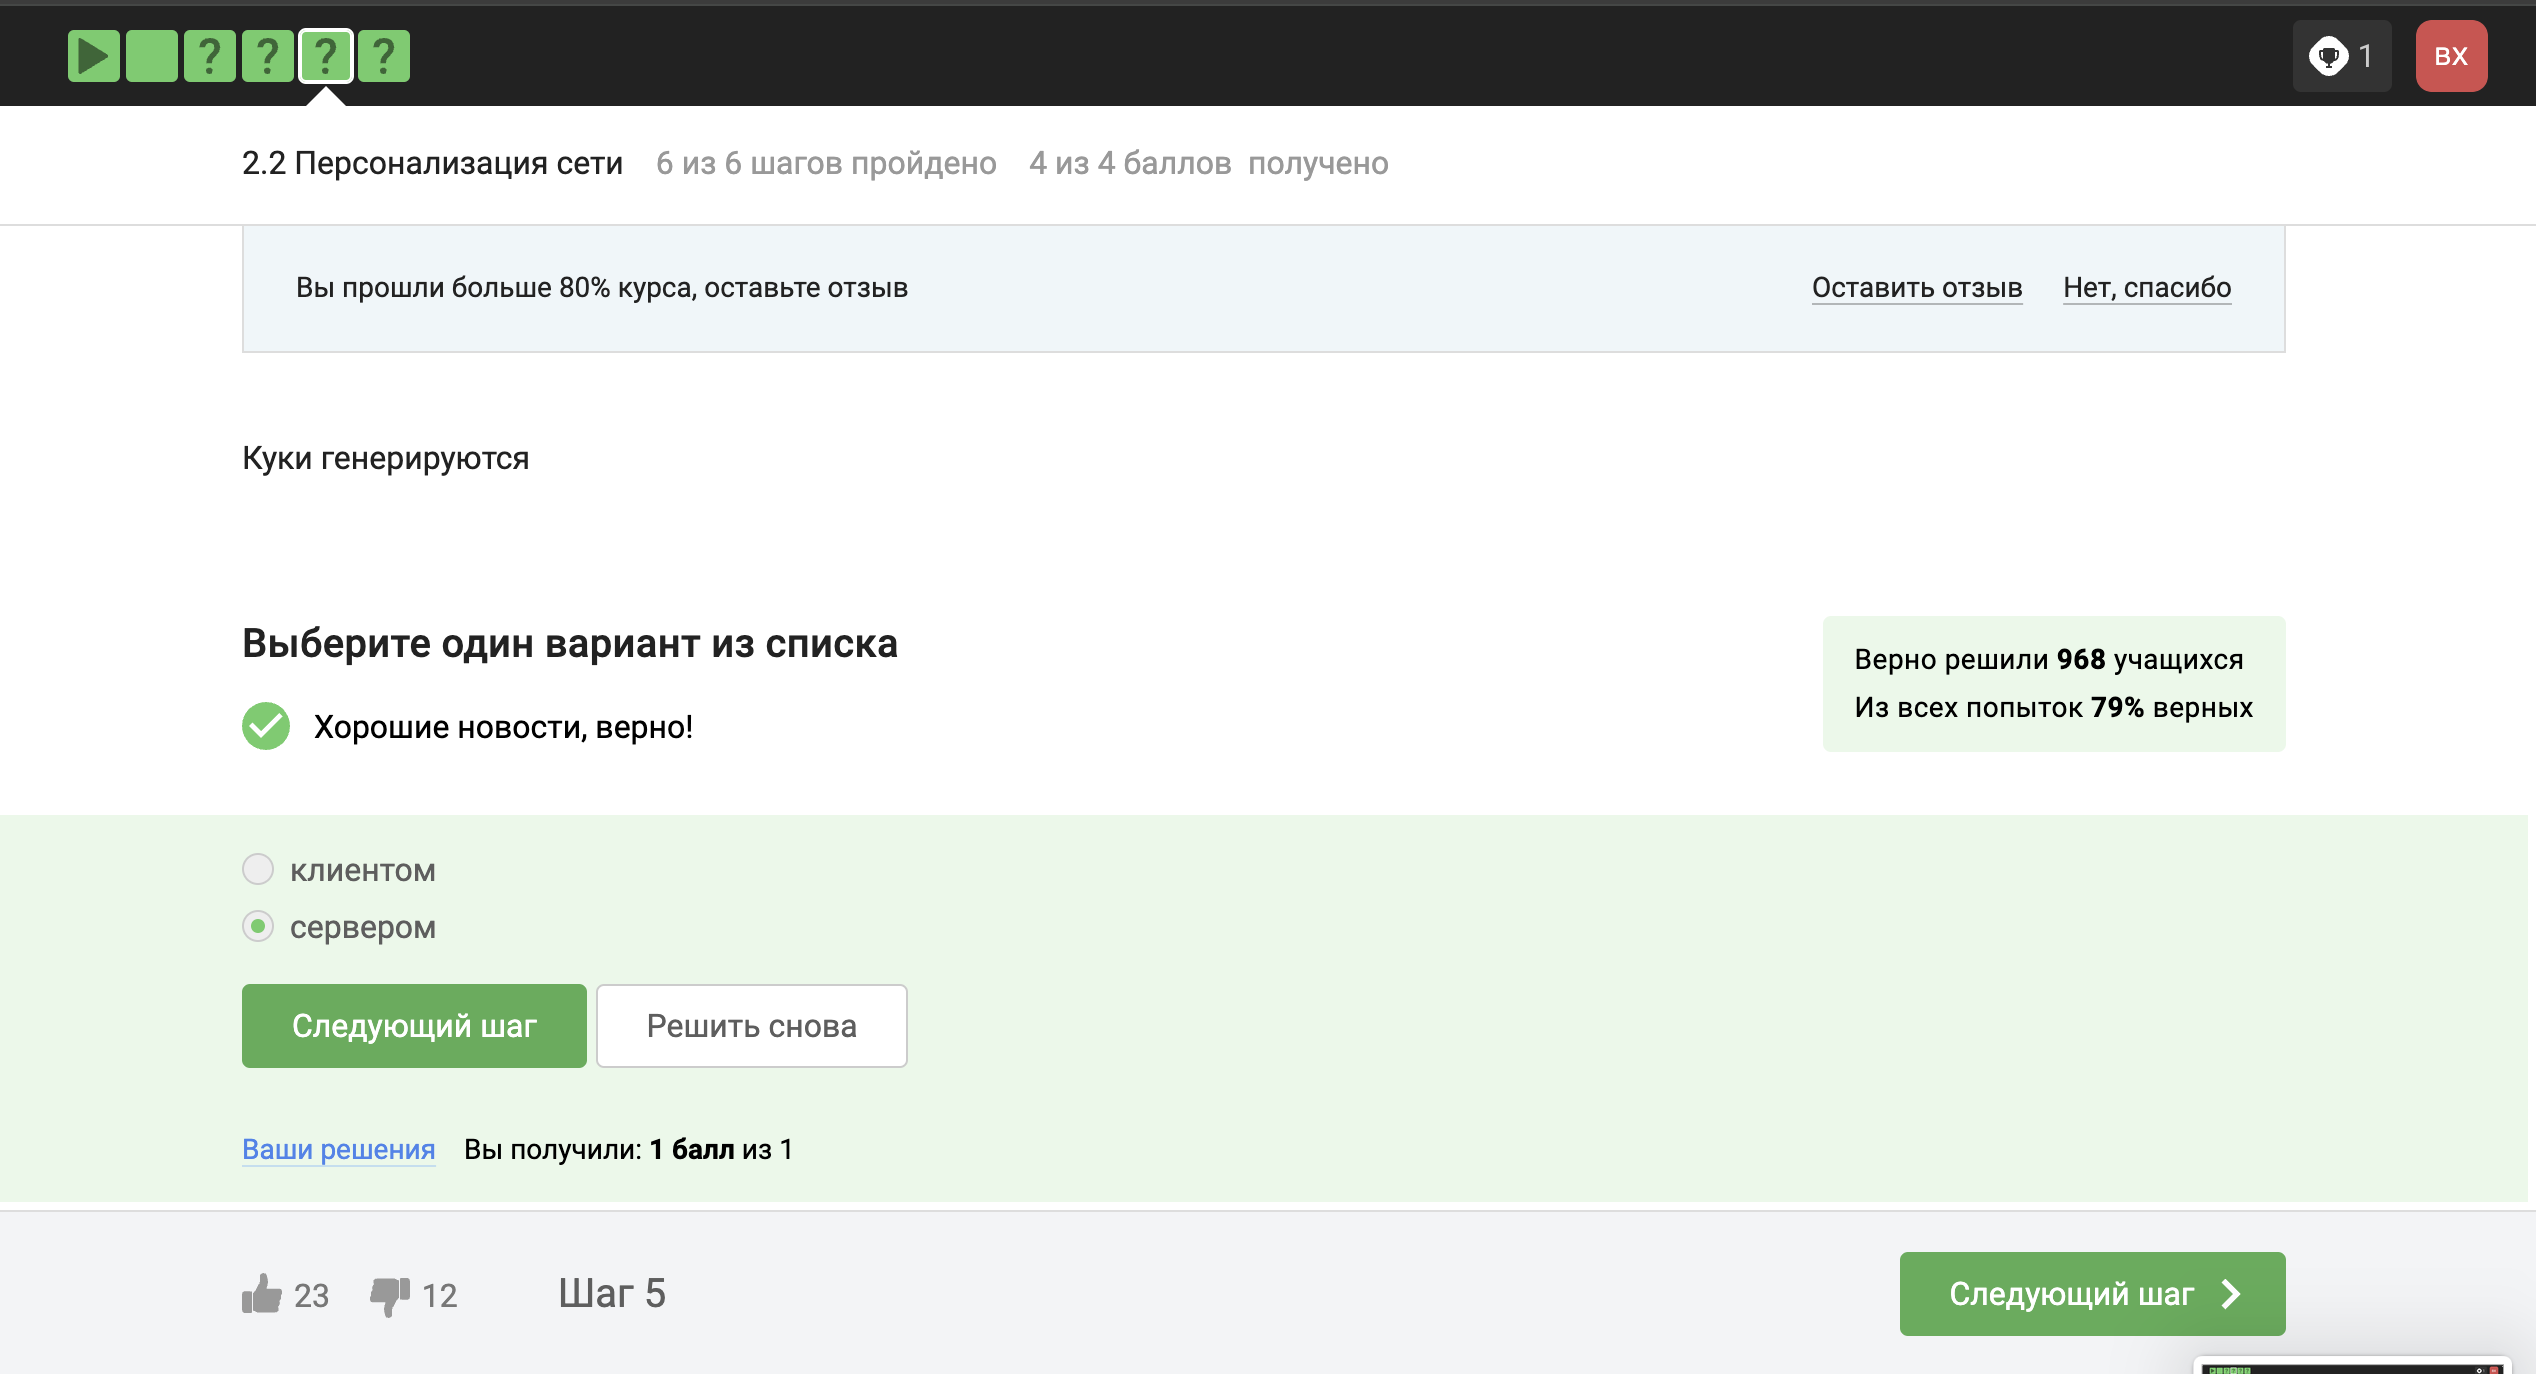 ? ? ? ?
1
ВХ
2.2 Персонализация сети 6 из 6 шагов пройдено 4 из 4 баллов получено
Вы прошли больше 80% курса, оставьте отзыв Оставить отзыв Нет, спасибо
Куки генерируются
Выберите один вариант из списка
Хорошие новости, верно!
Верно решили 968 учащихся
Из всех попыток 79% верных
клиентом
сервером
Следующий шаг Решить снова
Ваши решения Вы получили: 1 балл из 1
23 12 Шаг 5 Следующий шаг